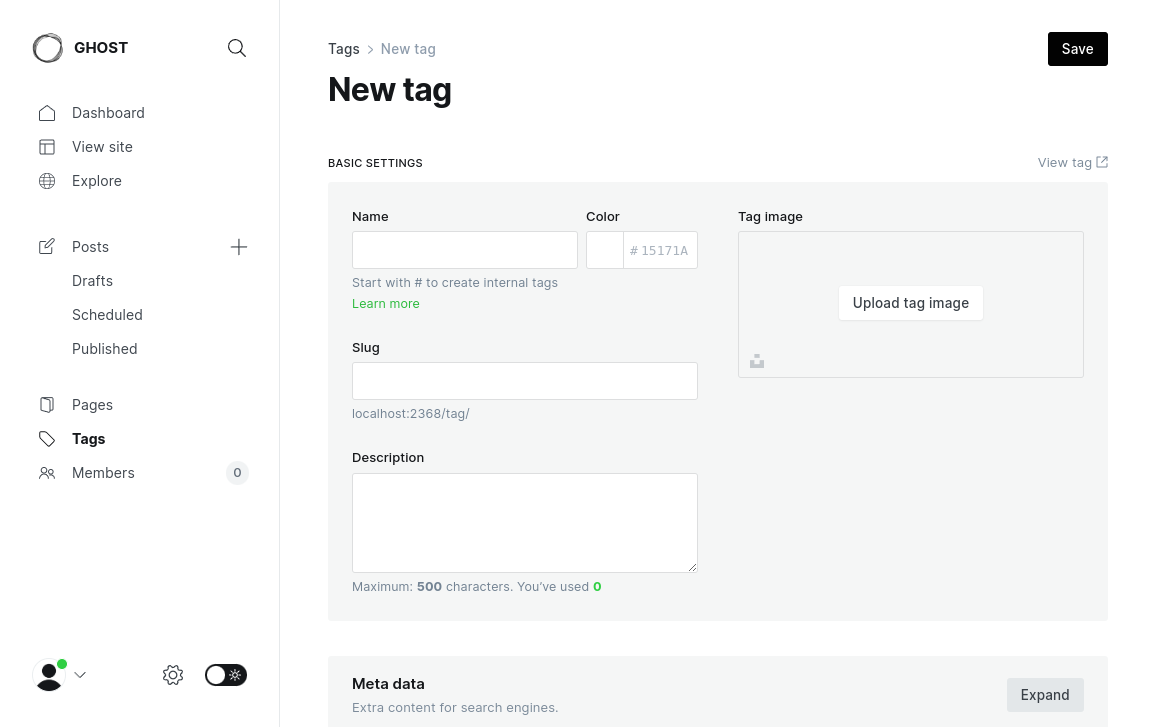 GHOST
Dashboard
View site
Explore
Posts
Drafts
Scheduled
Published
Pages
Tags
Members 0
Tags > New tag
Save
New tag
BASIC SETTINGS
View tag
Name
Color
Tag image
# 15171A
Start with # to create internal tags
Learn more
Upload tag image
Slug
localhost:2368/tag/
Description
Maximum: 500 characters. You've used 0
Meta data
Extra content for search engines.
Expand